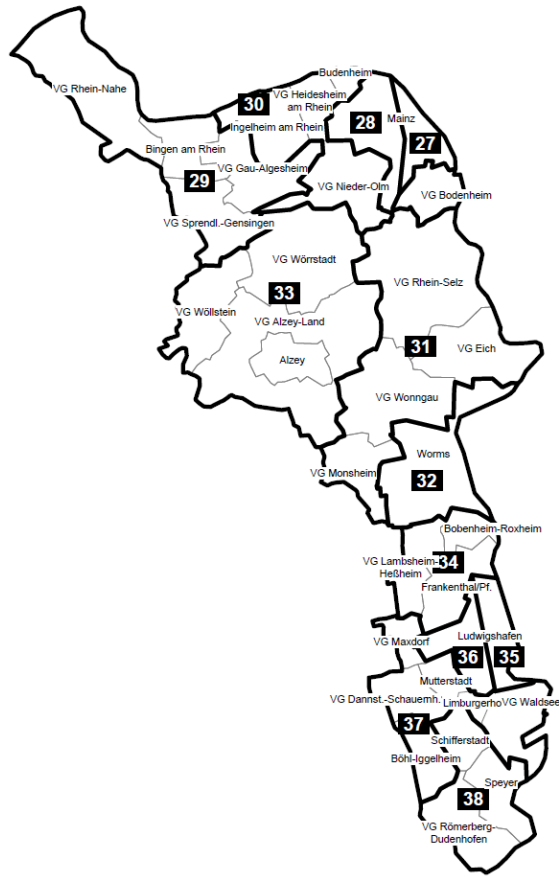 Budenheim
VG Rhein-Nahe
VG Heidesheim
am Rhein
30
28
Mainz
27
Ingelheim am Rhein
Bingen am Rhein
VG Gau-Algesheim
29
VG Nieder-Olm
VG Bodenheim
VG Sprendl.-Gensingen
VG Wörrstadt
VG Rhein-Selz
33
VG Wöllstein
VG Alzey-Land
31
VG Eich
Alzey
VG Wonngau
Worms
VG Monsheim
32
Bobenheim-Roxheim
VG Lambsheim-
Heßheim
34
Frankenthal/Pf.
Ludwigshafen
VG Maxdorf
36
35
Mutterstadt
VG Dannst.-Schauernh.
Limburgerho
VG Waldsee
37
Schifferstadt
Böhl-Iggelheim
Speyer
38
VG Römerberg-
Dudenhofen